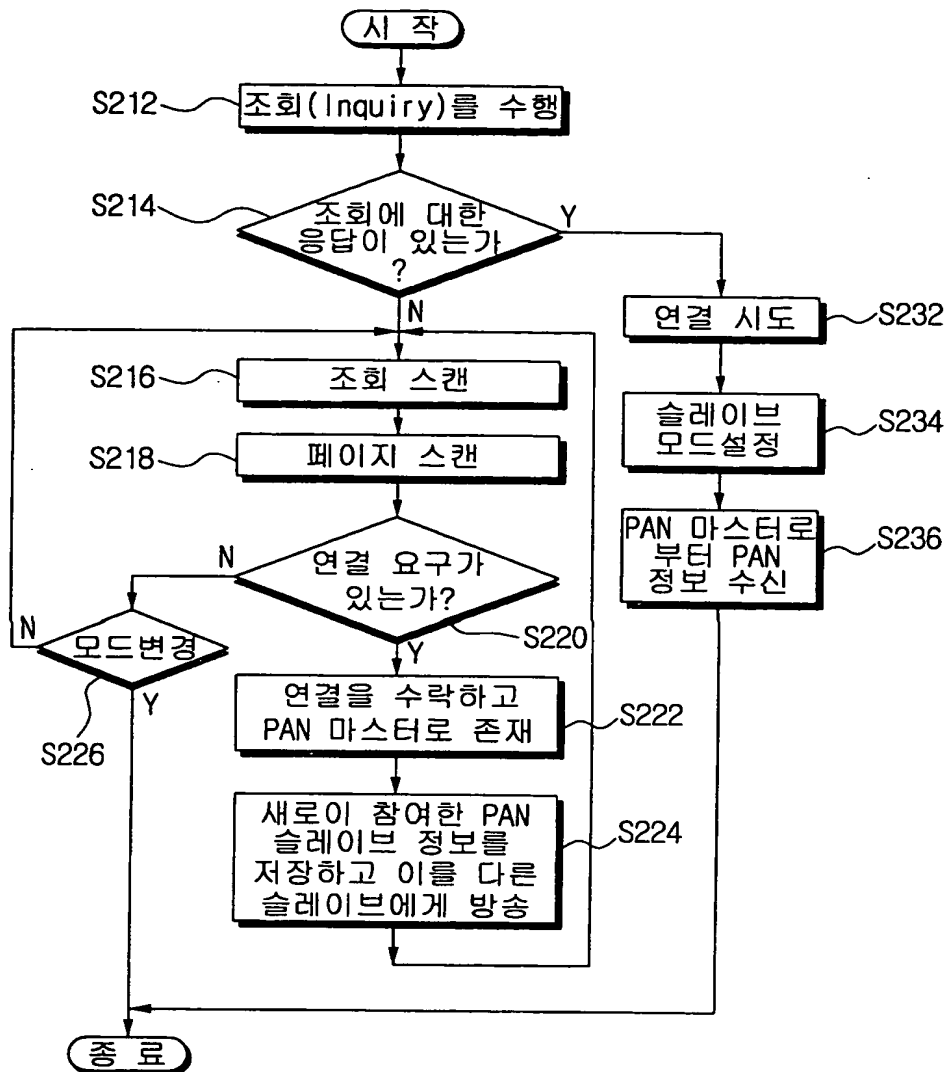 시 작
S212
조회(Inquiry)를 수행
S214
조회에 대한
응답이 있는가
?
Y
N
연결 시도
S232
S216
조회 스캔
슬레이브
모드설정
S234
S218
페이지 스캔
PAN 마스터로
부터 PAN
정보 수신
S236
N
연결 요구가
있는가?
S220
Y
N
모드변경
Y
S226
연결을 수락하고
PAN 마스터로 존재
S222
새로이 참여한 PAN
슬레이브 정보를
저장하고 이를 다른
슬레이브에게 방송
S224
종 료